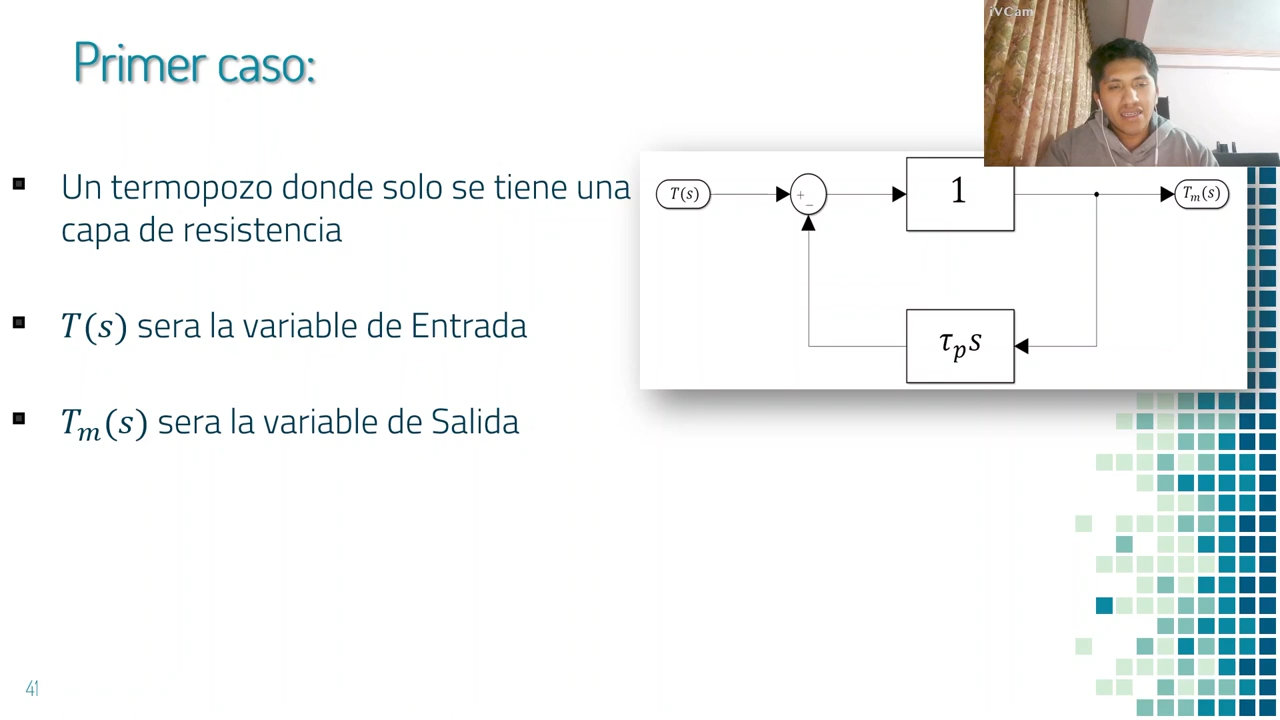 iVCam
Primer caso:
Un termopozo donde solo se tiene una
capa de resistencia
T(s) sera la variable de Entrada
T_m(s) sera la variable de Salida
T(s)
+
−
1
T_m(s)
τ_p s
41